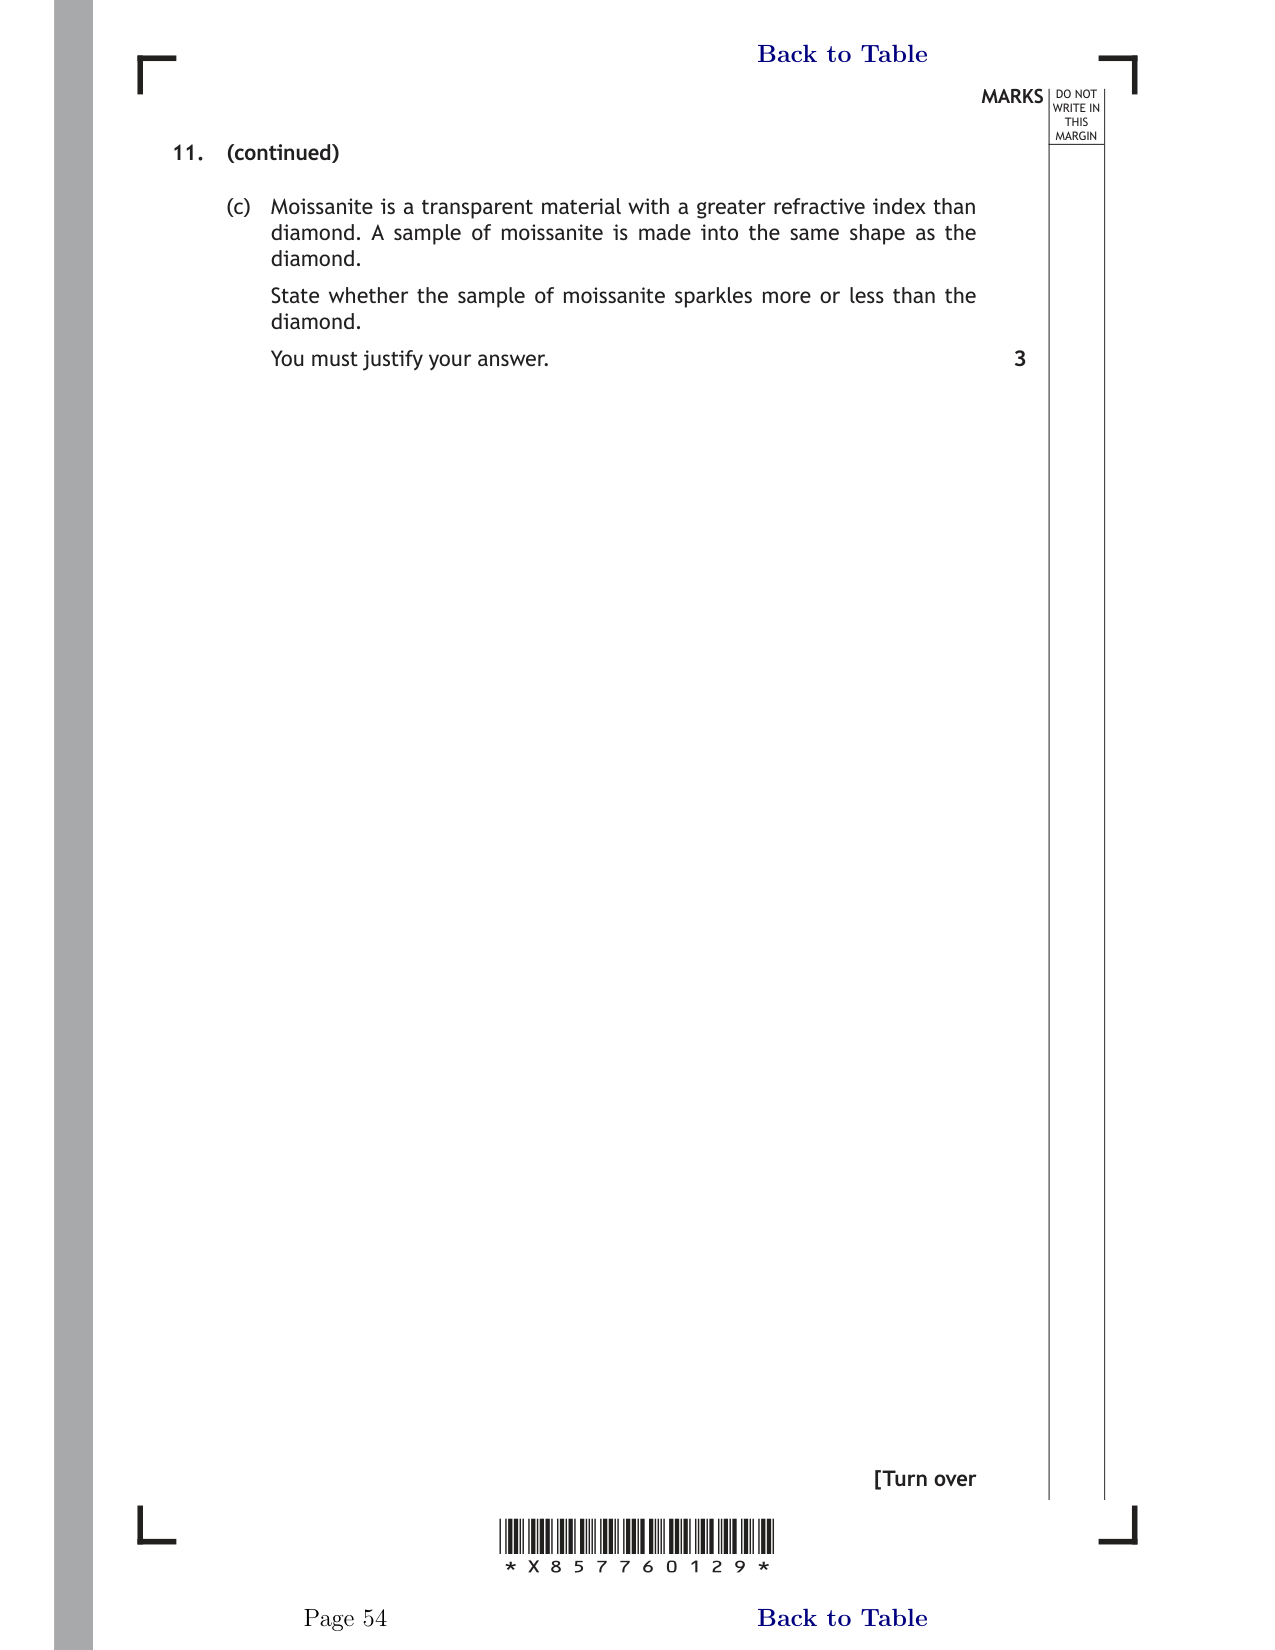 Back to Table
MARKS
DO NOT
WRITE IN
THIS
MARGIN
11. (continued)
(c) Moissanite is a transparent material with a greater refractive index than
diamond. A sample of moissanite is made into the same shape as the
diamond.
State whether the sample of moissanite sparkles more or less than the
diamond.
You must justify your answer. 3
[Turn over
*X857760129*
Page 54 Back to Table